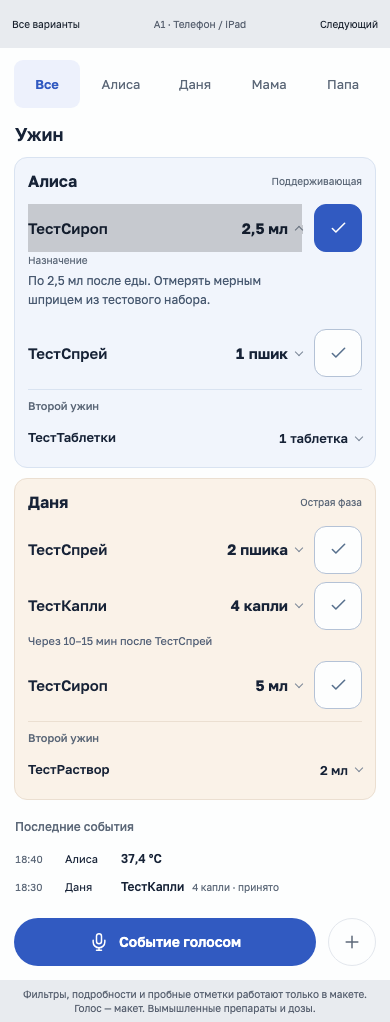 Все варианты
A1 · Телефон / iPad
Следующий
Все
Алиса
Даня
Мама
Папа
Ужин
Алиса
Поддерживающая
ТестСироп
2,5 мл
Назначение
По 2,5 мл после еды. Отмерять мерным
шприцем из тестового набора.
ТестСпрей
1 пшик
Второй ужин
ТестТаблетки
1 таблетка
Даня
Острая фаза
ТестСпрей
2 пшика
ТестКапли
4 капли
Через 10–15 мин после ТестСпрей
ТестСироп
5 мл
Второй ужин
ТестРаствор
2 мл
Последние события
18:40 Алиса 37,4 °C
18:30 Даня ТестКапли 4 капли · принято
Событие голосом
Фильтры, подробности и пробные отметки работают только в макете.
Голос — макет. Вымышленные препараты и дозы.